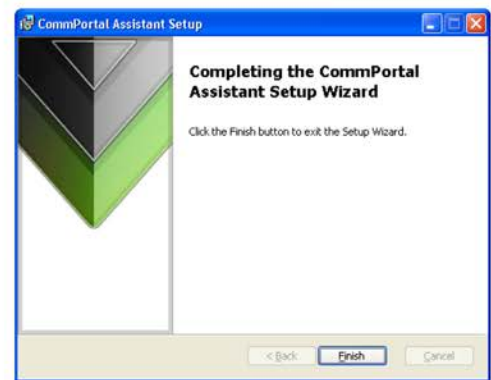 CommPortal Assistant Setup
Completing the CommPortal
Assistant Setup Wizard
Click the Finish button to exit the Setup Wizard.
< Back Finish Cancel